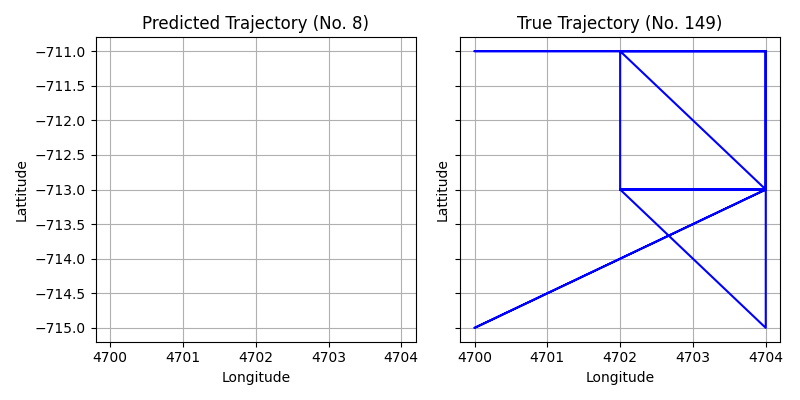 Predicted Trajectory (No. 8)
True Trajectory (No. 149)
Lattitude
−711.0
−711.5
−712.0
−712.5
−713.0
−713.5
−714.0
−714.5
−715.0
4700 4701 4702 4703 4704
Longitude
Lattitude
4700 4701 4702 4703 4704
Longitude